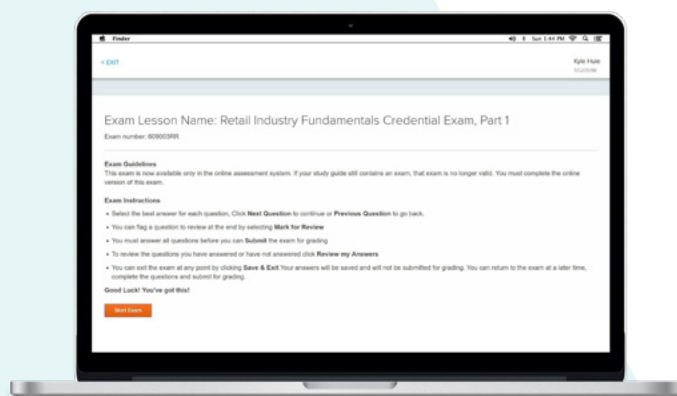 Finder
Sun 1:44 PM
< EXIT
Kyle Hule
Exam Lesson Name: Retail Industry Fundamentals Credential Exam, Part 1
Exam number: 609003RR
Exam Guidelines
This exam is now available only in the online assessment system. If your study guide still contains an exam, that exam is no longer valid. You must complete the online
version of this exam.
Exam Instructions
• Select the best answer for each question, Click Next Question to continue or Previous Question to go back.
• You can flag a question to review at the end by selecting Mark for Review
• You must answer all questions before you can Submit the exam for grading
• To review the questions you have answered or have not answered click Review my Answers
• You can exit the exam at any point by clicking Save & Exit.Your answers will be saved and will not be submitted for grading. You can return to the exam at a later time,
complete the questions and submit for grading.
Good Luck! You've got this!
Start Exam